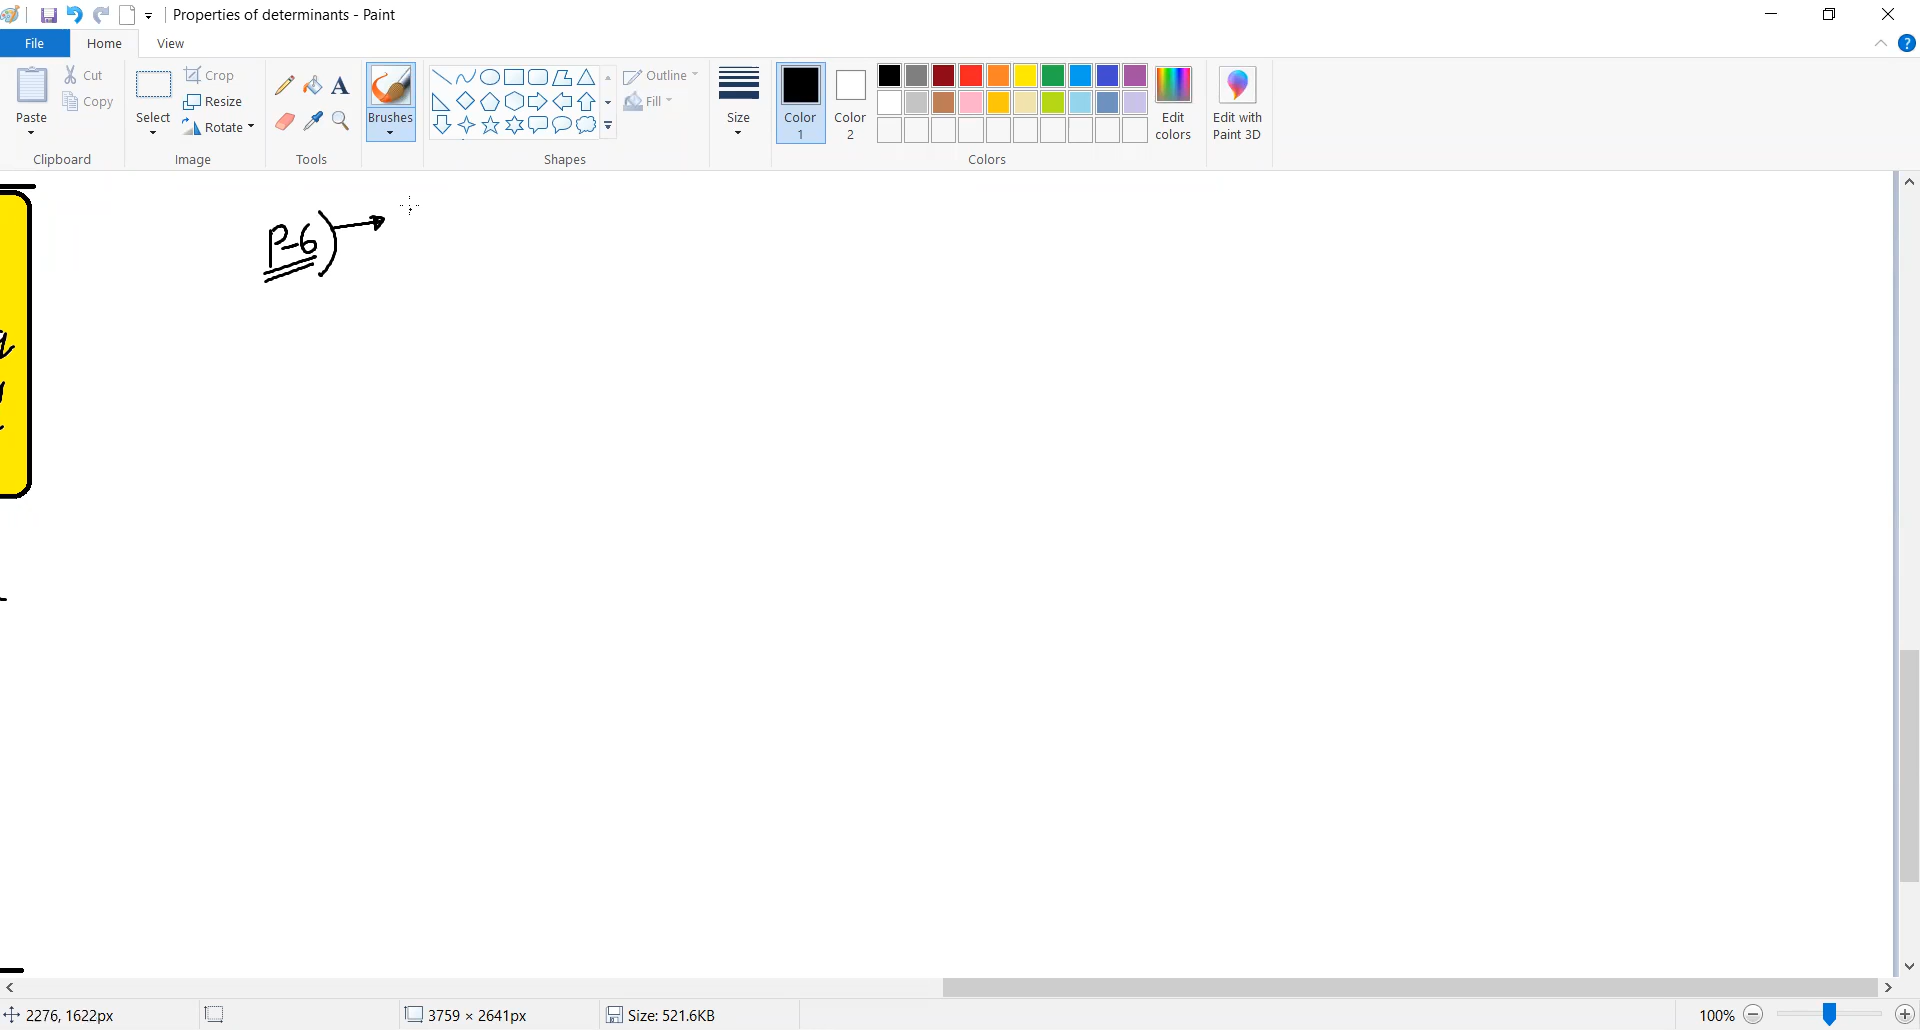 Properties of determinants - Paint
File Home View
Paste Cut Copy Clipboard
Select Crop Resize Rotate Image
Tools
Brushes
Outline Fill Shapes
Size
Color 1 Color 2 Edit colors Colors
Edit with Paint 3D
P-6)
2276, 1622px 3759 × 2641px Size: 521.6KB 100%